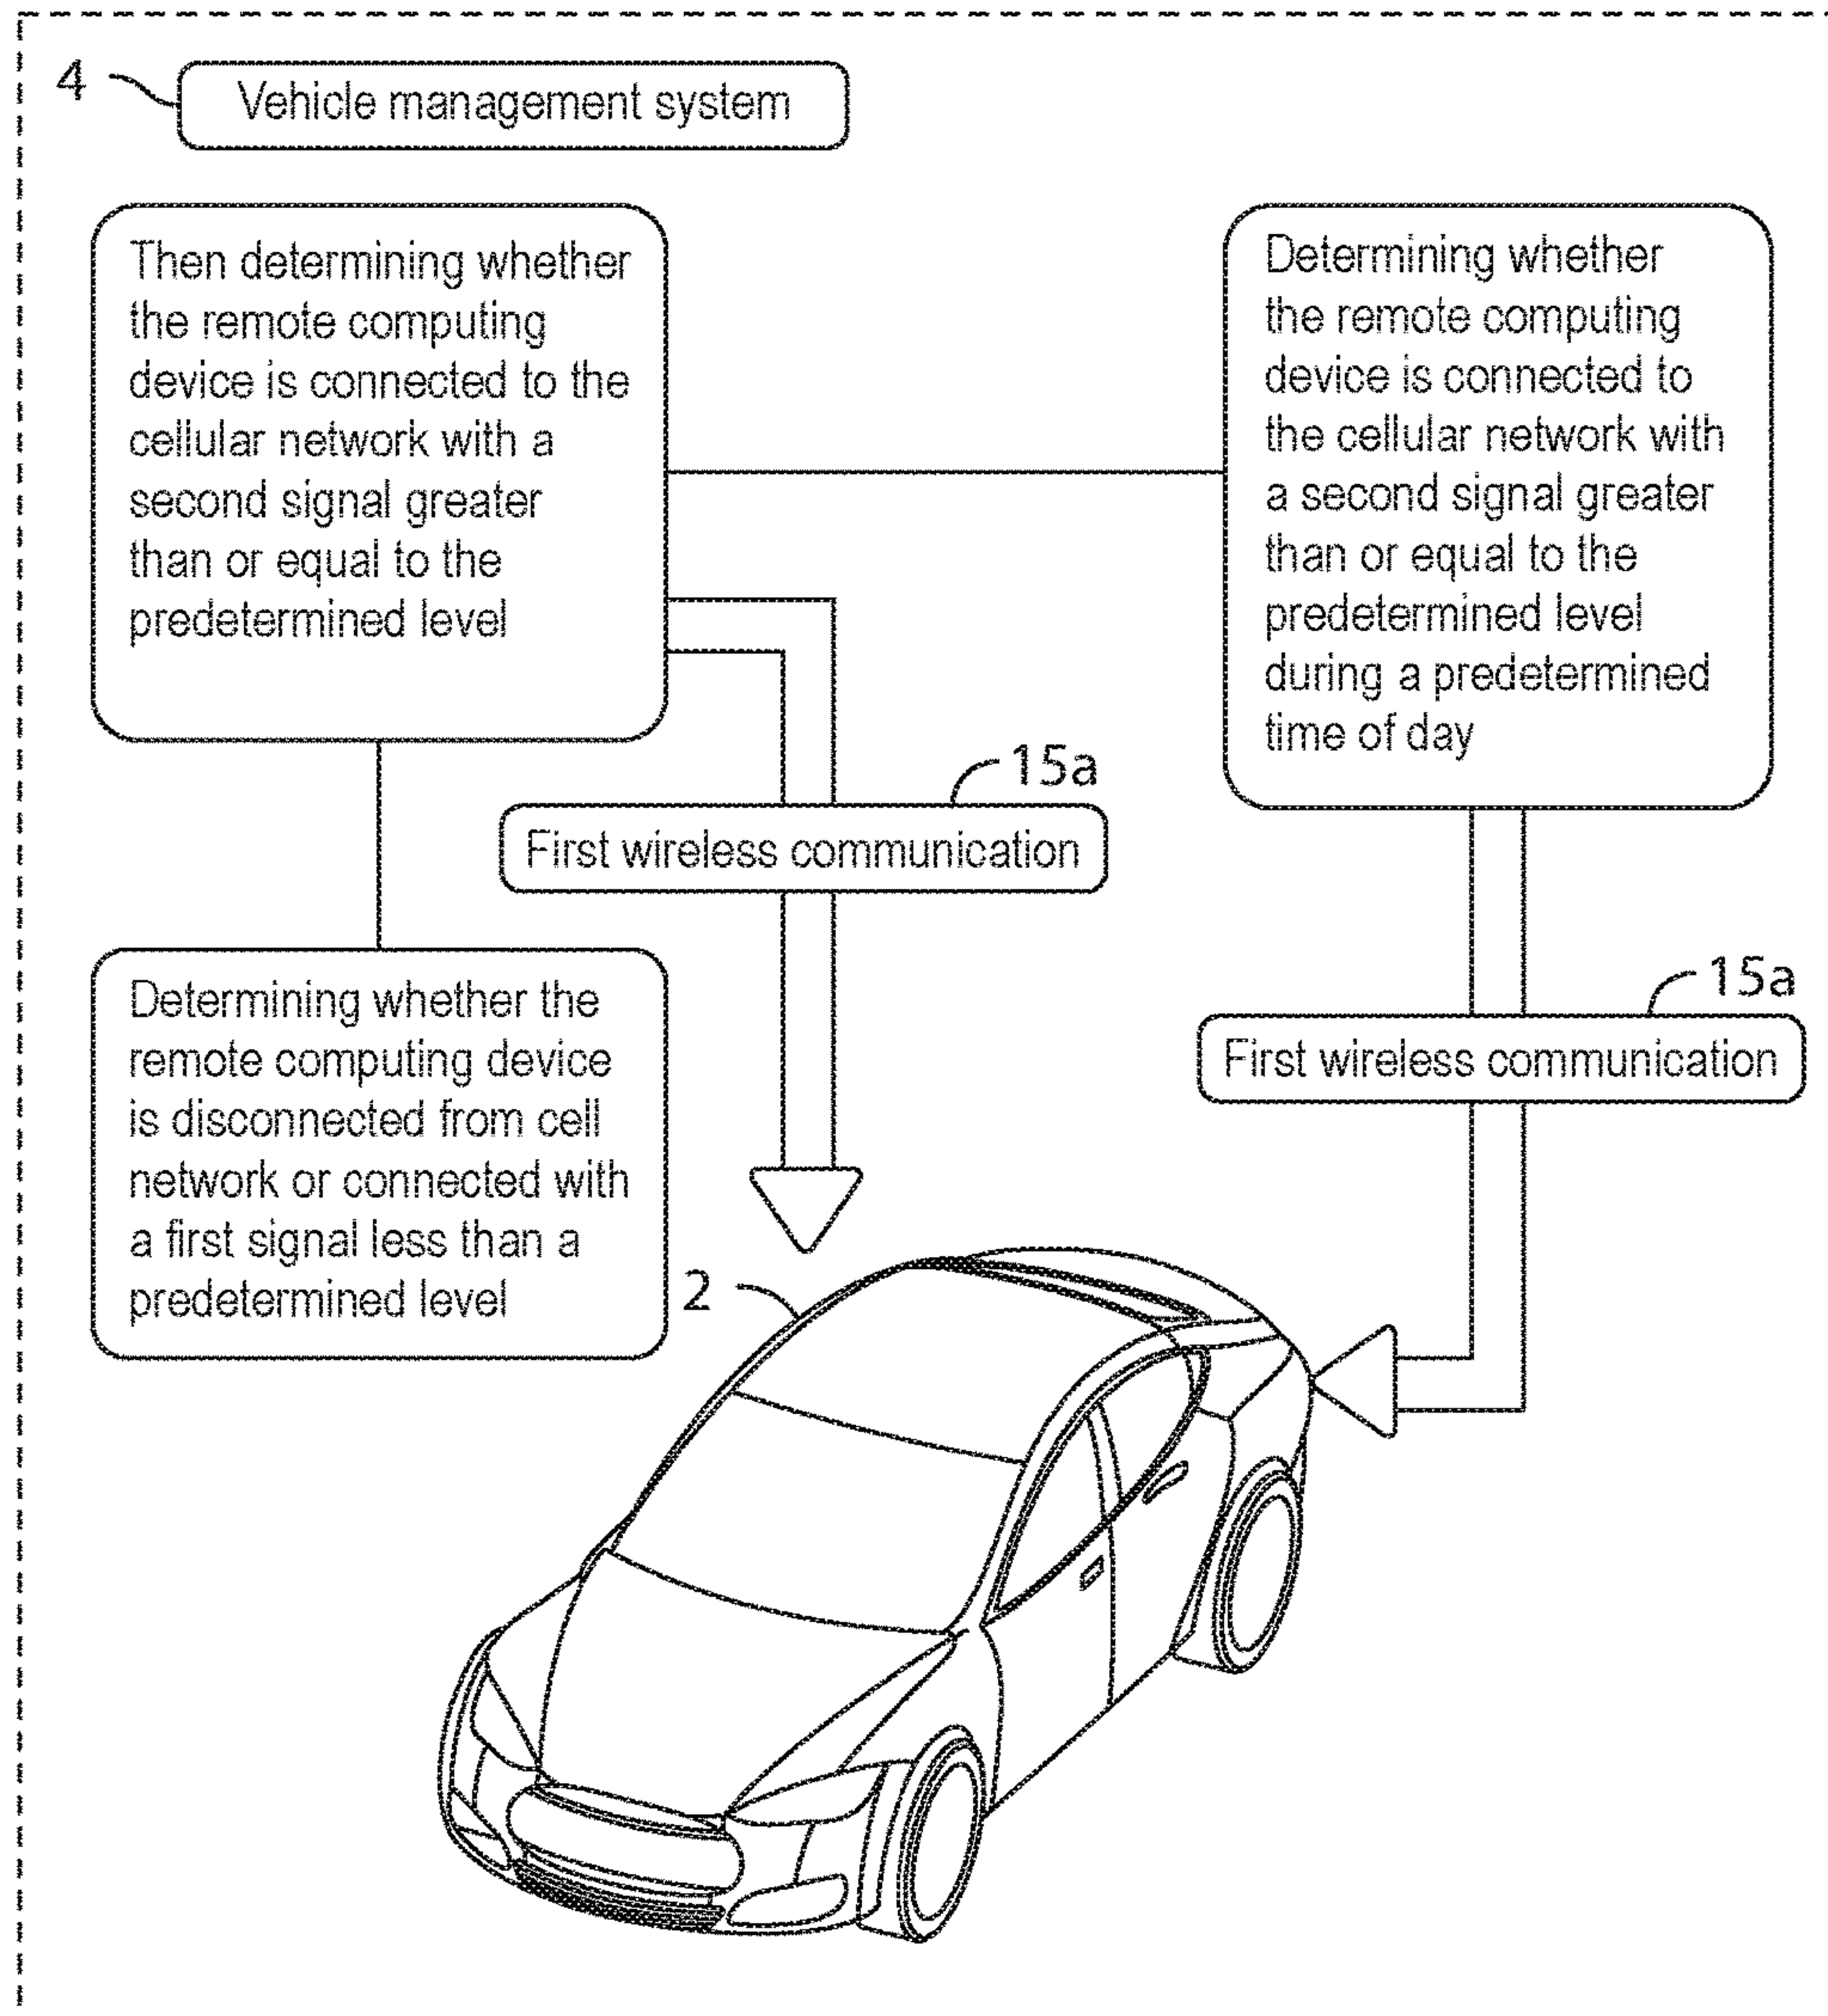 4
Vehicle management system
Then determining whether
the remote computing
device is connected to the
cellular network with a
second signal greater
than or equal to the
predetermined level
Determining whether
the remote computing
device is connected to
the cellular network with
a second signal greater
than or equal to the
predetermined level
during a predetermined
time of day
15a
First wireless communication
Determining whether the
remote computing device
is disconnected from cell
network or connected with
a first signal less than a
predetermined level
15a
First wireless communication
2